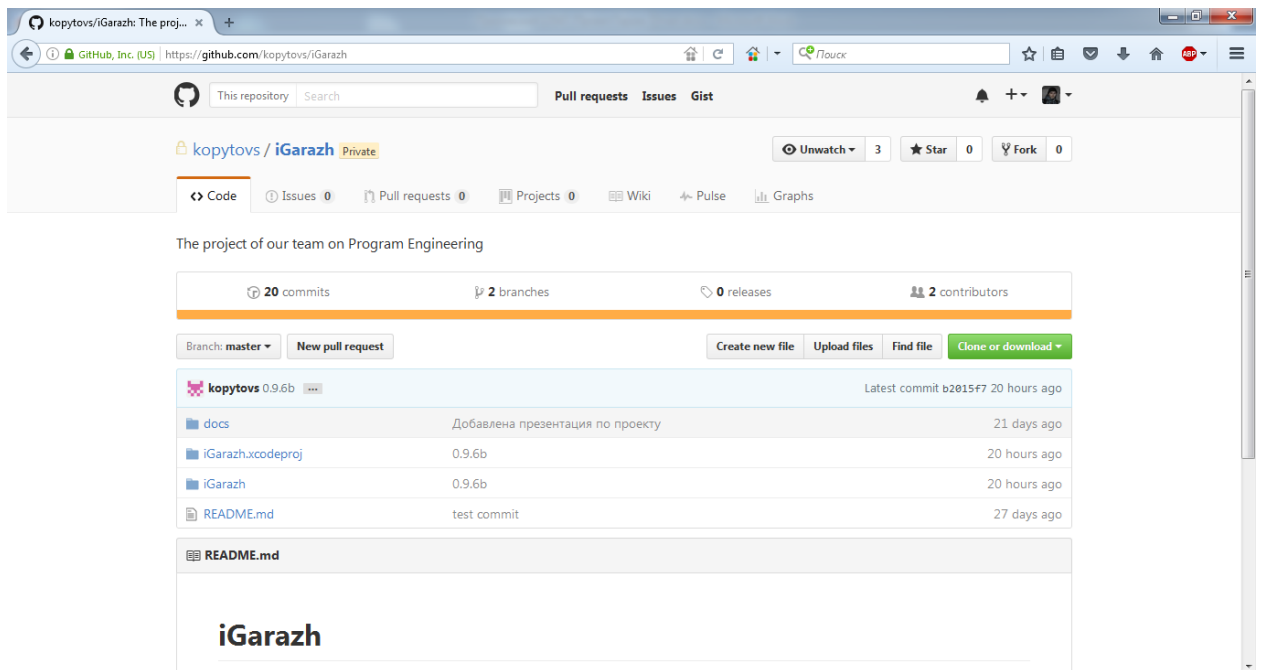 kopytovs/iGarazh: The proj... × +
GitHub, Inc. (US) https://github.com/kopytovs/iGarazh Поиск ABP
This repository Search Pull requests Issues Gist
kopytovs / iGarazh Private Unwatch 3 Star 0 Fork 0
Code Issues 0 Pull requests 0 Projects 0 Wiki Pulse Graphs
The project of our team on Program Engineering
20 commits 2 branches 0 releases 2 contributors
Branch: master New pull request Create new file Upload files Find file Clone or download
kopytovs 0.9.6b ... Latest commit b2015f7 20 hours ago
docs Добавлена презентация по проекту 21 days ago
iGarazh.xcodeproj 0.9.6b 20 hours ago
iGarazh 0.9.6b 20 hours ago
README.md test commit 27 days ago
README.md
iGarazh